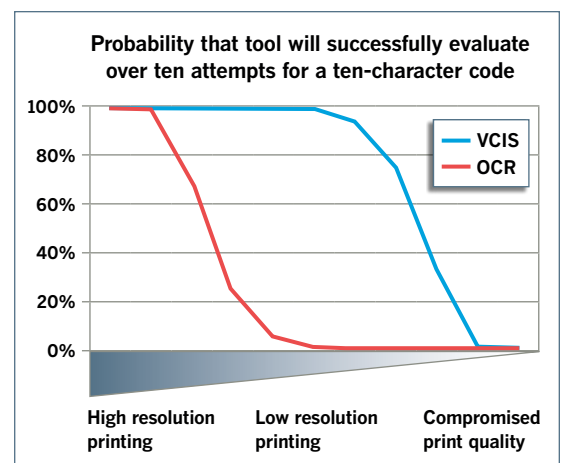 Probability that tool will successfully evaluate
over ten attempts for a ten-character code
100%
80%
60%
40%
20%
0%
VCIS
OCR
High resolution
printing
Low resolution
printing
Compromised
print quality